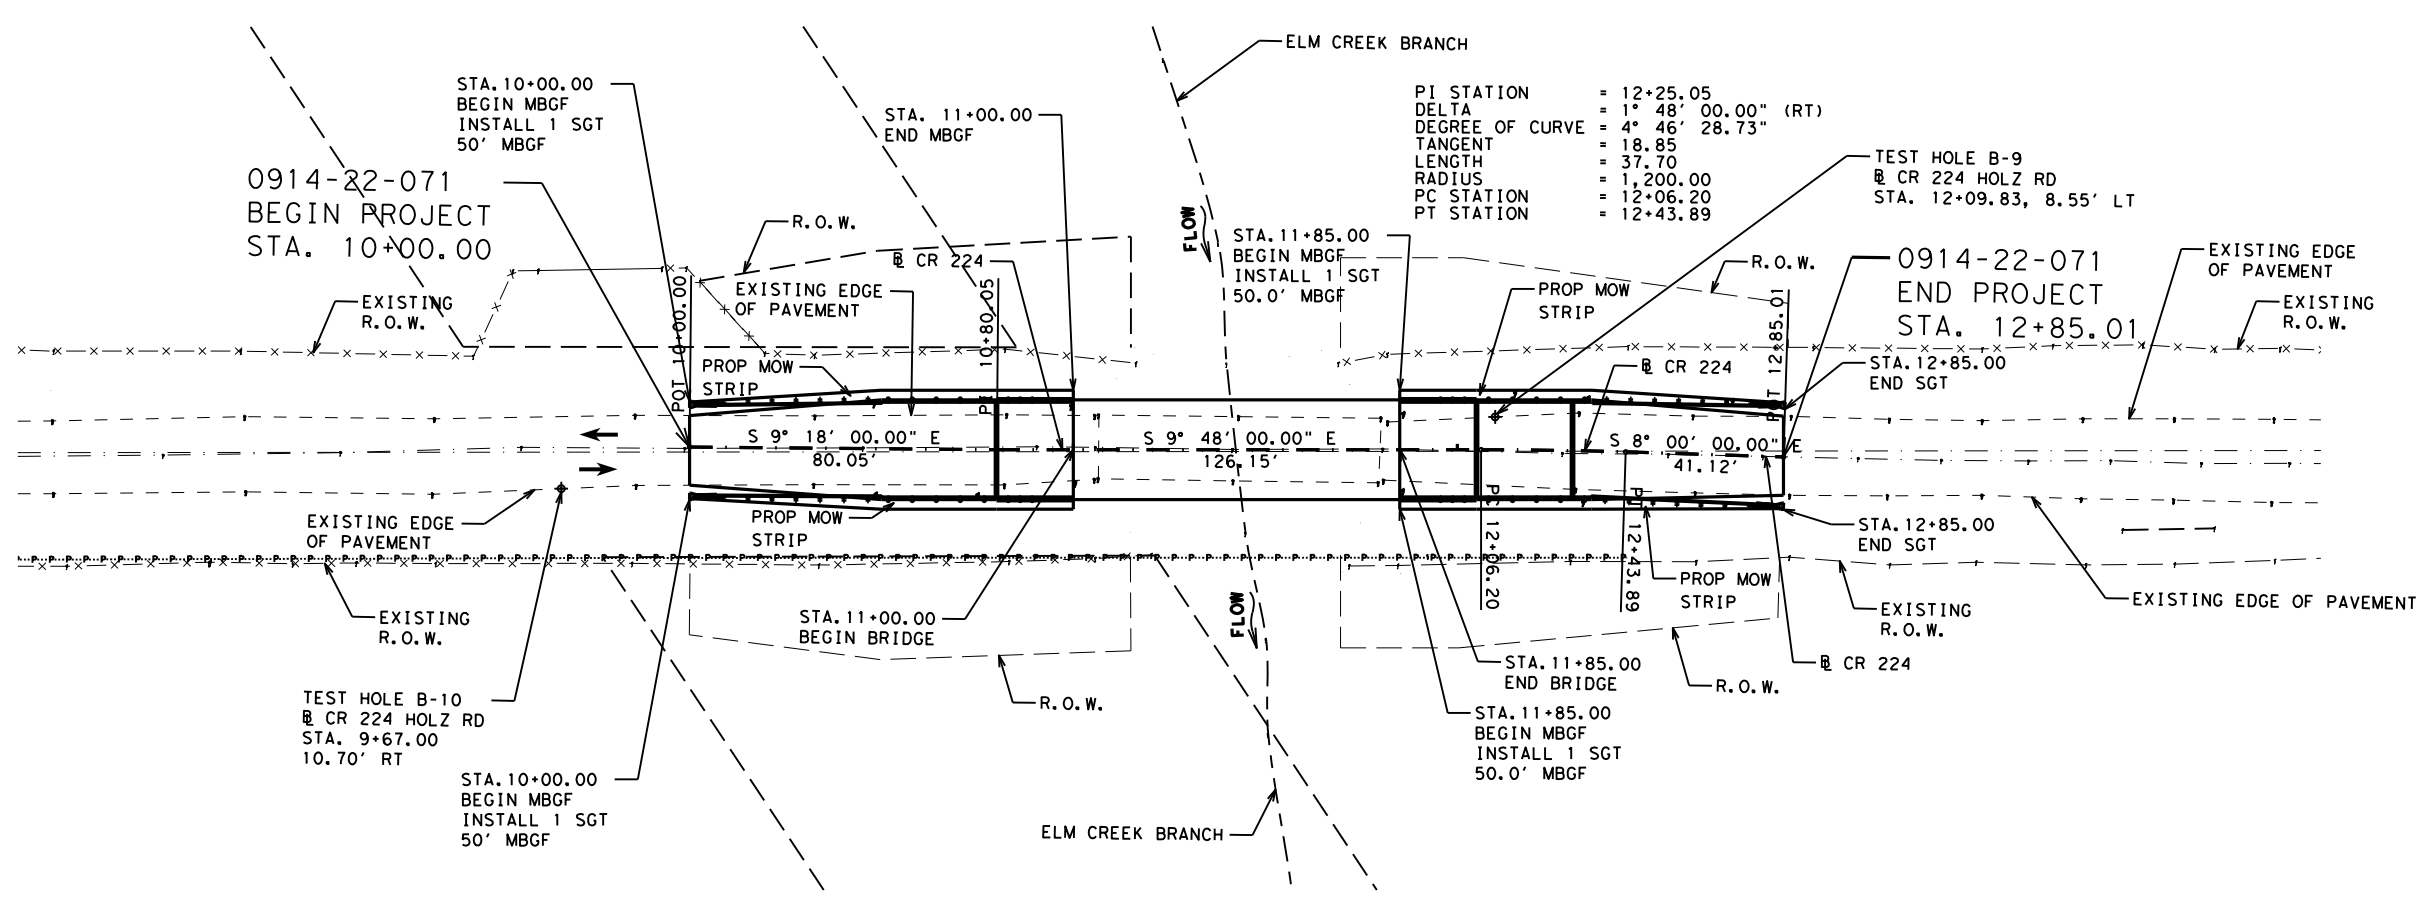 ELM CREEK BRANCH
STA.10+00.00
BEGIN MBGF
INSTALL 1 SGT
50' MBGF
STA. 11+00.00
END MBGF
PI STATION = 12+25.05
DELTA = 1° 48' 00.00" (RT)
DEGREE OF CURVE = 4° 46' 28.73"
TANGENT = 18.85
LENGTH = 37.70
RADIUS = 1,200.00
PC STATION = 12+06.20
PT STATION = 12+43.89
TEST HOLE B-9
℄ CR 224 HOLZ RD
STA. 12+09.83, 8.55' LT
0914-22-071
BEGIN PROJECT
STA. 10+00.00
R.O.W.
FLOW
℄ CR 224
STA.11+85.00
BEGIN MBGF
INSTALL 1 SGT
50.0' MBGF
R.O.W.
0914-22-071
END PROJECT
STA. 12+85.01
EXISTING EDGE
OF PAVEMENT
EXISTING
R.O.W.
EXISTING
R.O.W.
POT 10+00.00
EXISTING EDGE
OF PAVEMENT
PI 10+80.05
PROP MOW
STRIP
POT 12+85.01
PROP MOW
STRIP
℄ CR 224
STA.12+85.00
END SGT
S 9° 18' 00.00" E
80.05'
S 9° 48' 00.00" E
126.15'
S 8° 00' 00.00" E
41.12'
EXISTING EDGE
OF PAVEMENT
PROP MOW
STRIP
PC 12+06.20
PT 12+43.89
STA.12+85.00
END SGT
PROP MOW
STRIP
EXISTING
R.O.W.
STA.11+00.00
BEGIN BRIDGE
FLOW
EXISTING EDGE OF PAVEMENT
EXISTING
R.O.W.
STA.11+85.00
END BRIDGE
℄ CR 224
R.O.W.
R.O.W.
TEST HOLE B-10
℄ CR 224 HOLZ RD
STA. 9+67.00
10.70' RT
STA.11+85.00
BEGIN MBGF
INSTALL 1 SGT
50.0' MBGF
STA.10+00.00
BEGIN MBGF
INSTALL 1 SGT
50' MBGF
ELM CREEK BRANCH